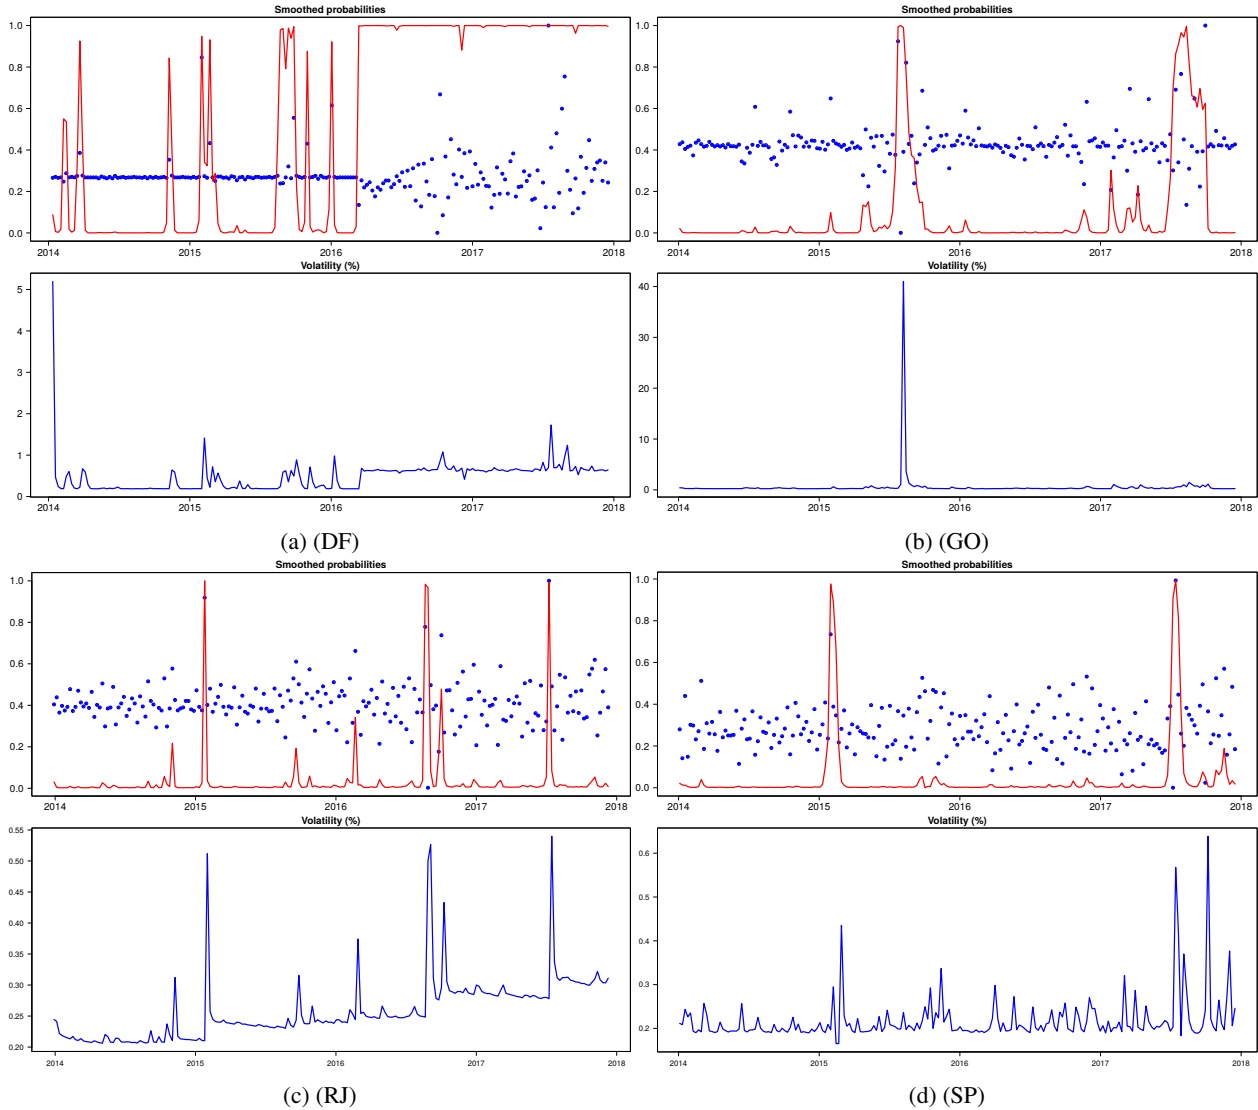 Smoothed probabilities
1.0
0.8
0.6
0.4
0.2
0.0
2014 2015 2016 2017 2018
Volatility (%)
5
4
3
2
1
0
2014 2015 2016 2017 2018
(a) (DF)
Smoothed probabilities
1.0
0.8
0.6
0.4
0.2
0.0
2014 2015 2016 2017 2018
Volatility (%)
40
30
20
10
0
2014 2015 2016 2017 2018
(b) (GO)
Smoothed probabilities
1.0
0.8
0.6
0.4
0.2
0.0
2014 2015 2016 2017 2018
Volatility (%)
0.55
0.50
0.45
0.40
0.35
0.30
0.25
0.20
2014 2015 2016 2017 2018
(c) (RJ)
Smoothed probabilities
1.0
0.8
0.6
0.4
0.2
0.0
2014 2015 2016 2017 2018
Volatility (%)
0.6
0.5
0.4
0.3
0.2
2014 2015 2016 2017 2018
(d) (SP)